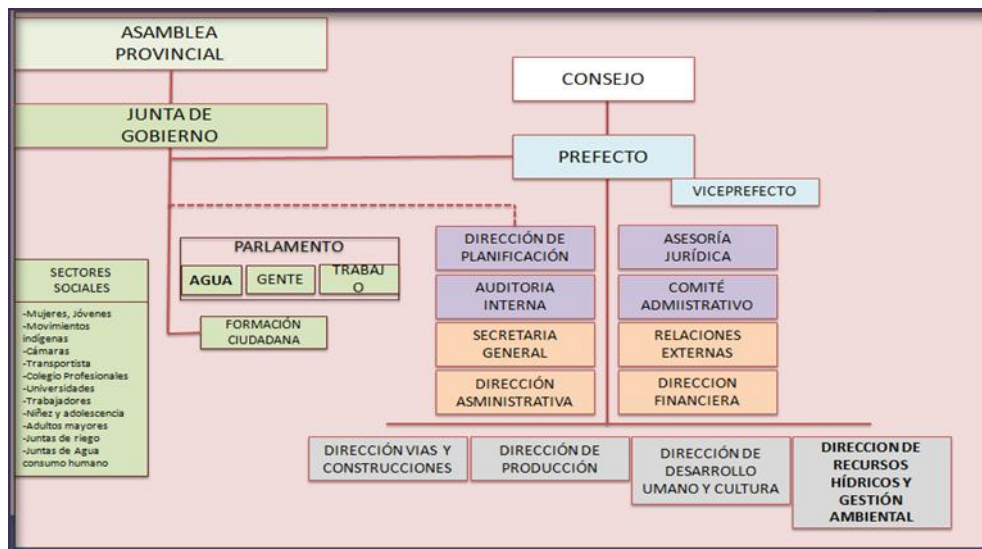 ASAMBLEA
PROVINCIAL
JUNTA DE
GOBIERNO
CONSEJO
PREFECTO
VICEPREFECTO
PARLAMENTO
AGUA
GENTE
TRABAJ
O
FORMACIÓN
CIUDADANA
SECTORES
SOCIALES
-Mujeres, Jóvenes
-Movimientos
indígenas
-Cámaras
-Transportista
-Colegio Profesionales
-Universidades
-Trabajadores
-Niñez y adolescencia
-Adultos mayores
-Juntas de riego
-Juntas de Agua
consumo humano
DIRECCIÓN DE
PLANIFICACIÓN
ASESORÍA
JURÍDICA
AUDITORIA
INTERNA
COMITÉ
ADMIISTRATIVO
SECRETARIA
GENERAL
RELACIONES
EXTERNAS
DIRECCIÓN
ASMINISTRATIVA
DIRECCION
FINANCIERA
DIRECCIÓN VIAS Y
CONSTRUCCIONES
DIRECCIÓN DE
PRODUCCIÓN
DIRECCIÓN DE
DESARROLLO
UMANO Y CULTURA
DIRECCION DE
RECURSOS
HÍDRICOS Y
GESTIÓN
AMBIENTAL